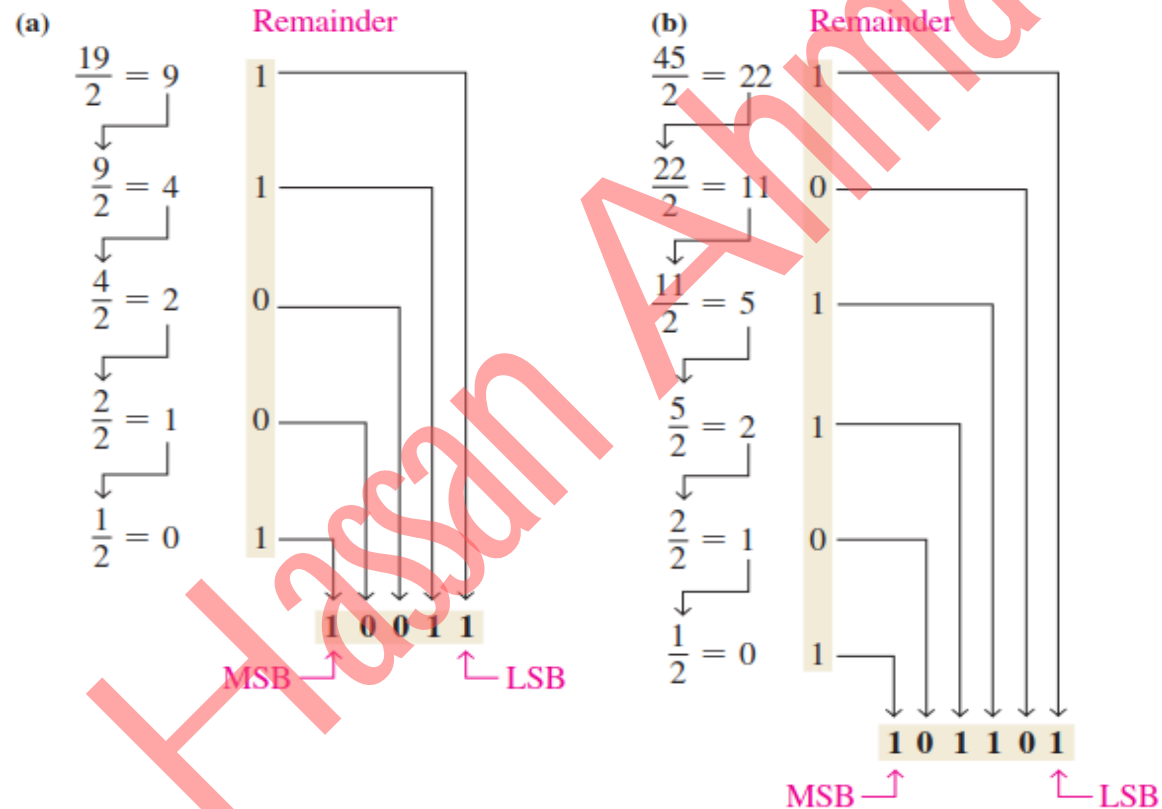 (a) Remainder
19/2 = 9 1
9/2 = 4 1
4/2 = 2 0
2/2 = 1 0
1/2 = 0 1
1 0 0 1 1
MSB LSB
(b) Remainder
45/2 = 22 1
22/2 = 11 0
11/2 = 5 1
5/2 = 2 1
2/2 = 1 0
1/2 = 0 1
1 0 1 1 0 1
MSB LSB
Hassan Ahma